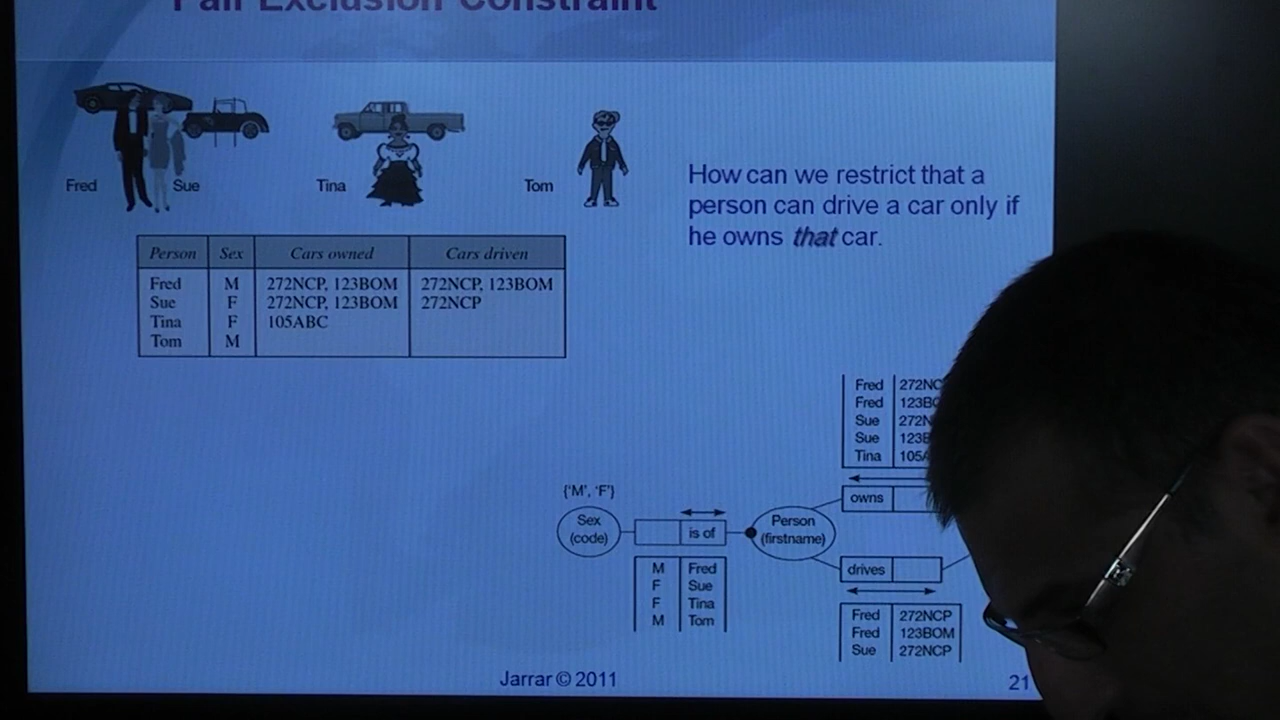 Pair Exclusion Constraint
Fred Sue Tina Tom
How can we restrict that a
person can drive a car only if
he owns that car.
Person Sex Cars owned Cars driven
Fred M 272NCP, 123BOM 272NCP, 123BOM
Sue F 272NCP, 123BOM 272NCP
Tina F 105ABC
Tom M
Fred
Fred
Sue
Sue
Tina
{'M', 'F'}
owns
Sex
(code)
is of
Person
(firstname)
drives
M Fred
F Sue
F Tina
M Tom
Fred 272NCP
Fred 123BOM
Sue 272NCP
Jarrar © 2011
21